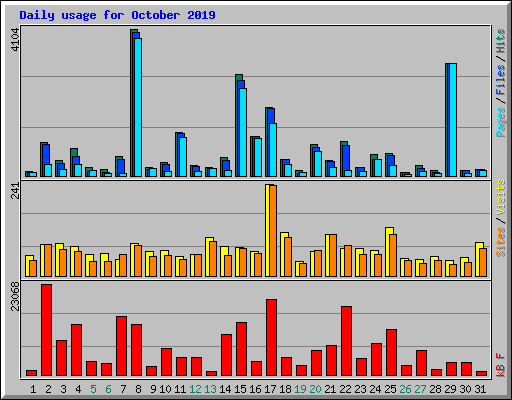 Daily usage for October 2019
4104
Pages/Files/Hits
241
Sites/Visits
23068
kB F
1 2 3 4 5 6 7 8 9 10 11 12 13 14 15 16 17 18 19 20 21 22 23 24 25 26 27 28 29 30 31